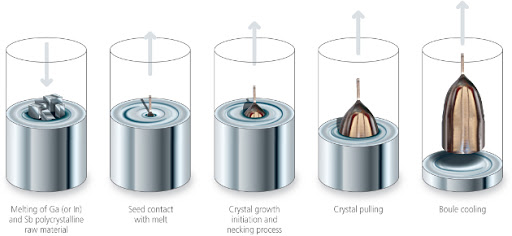 Melting of Ga (or In)
and Sb polycrystalline
raw material
Seed contact
with melt
Crystal growth
initiation and
necking process
Crystal pulling
Boule cooling